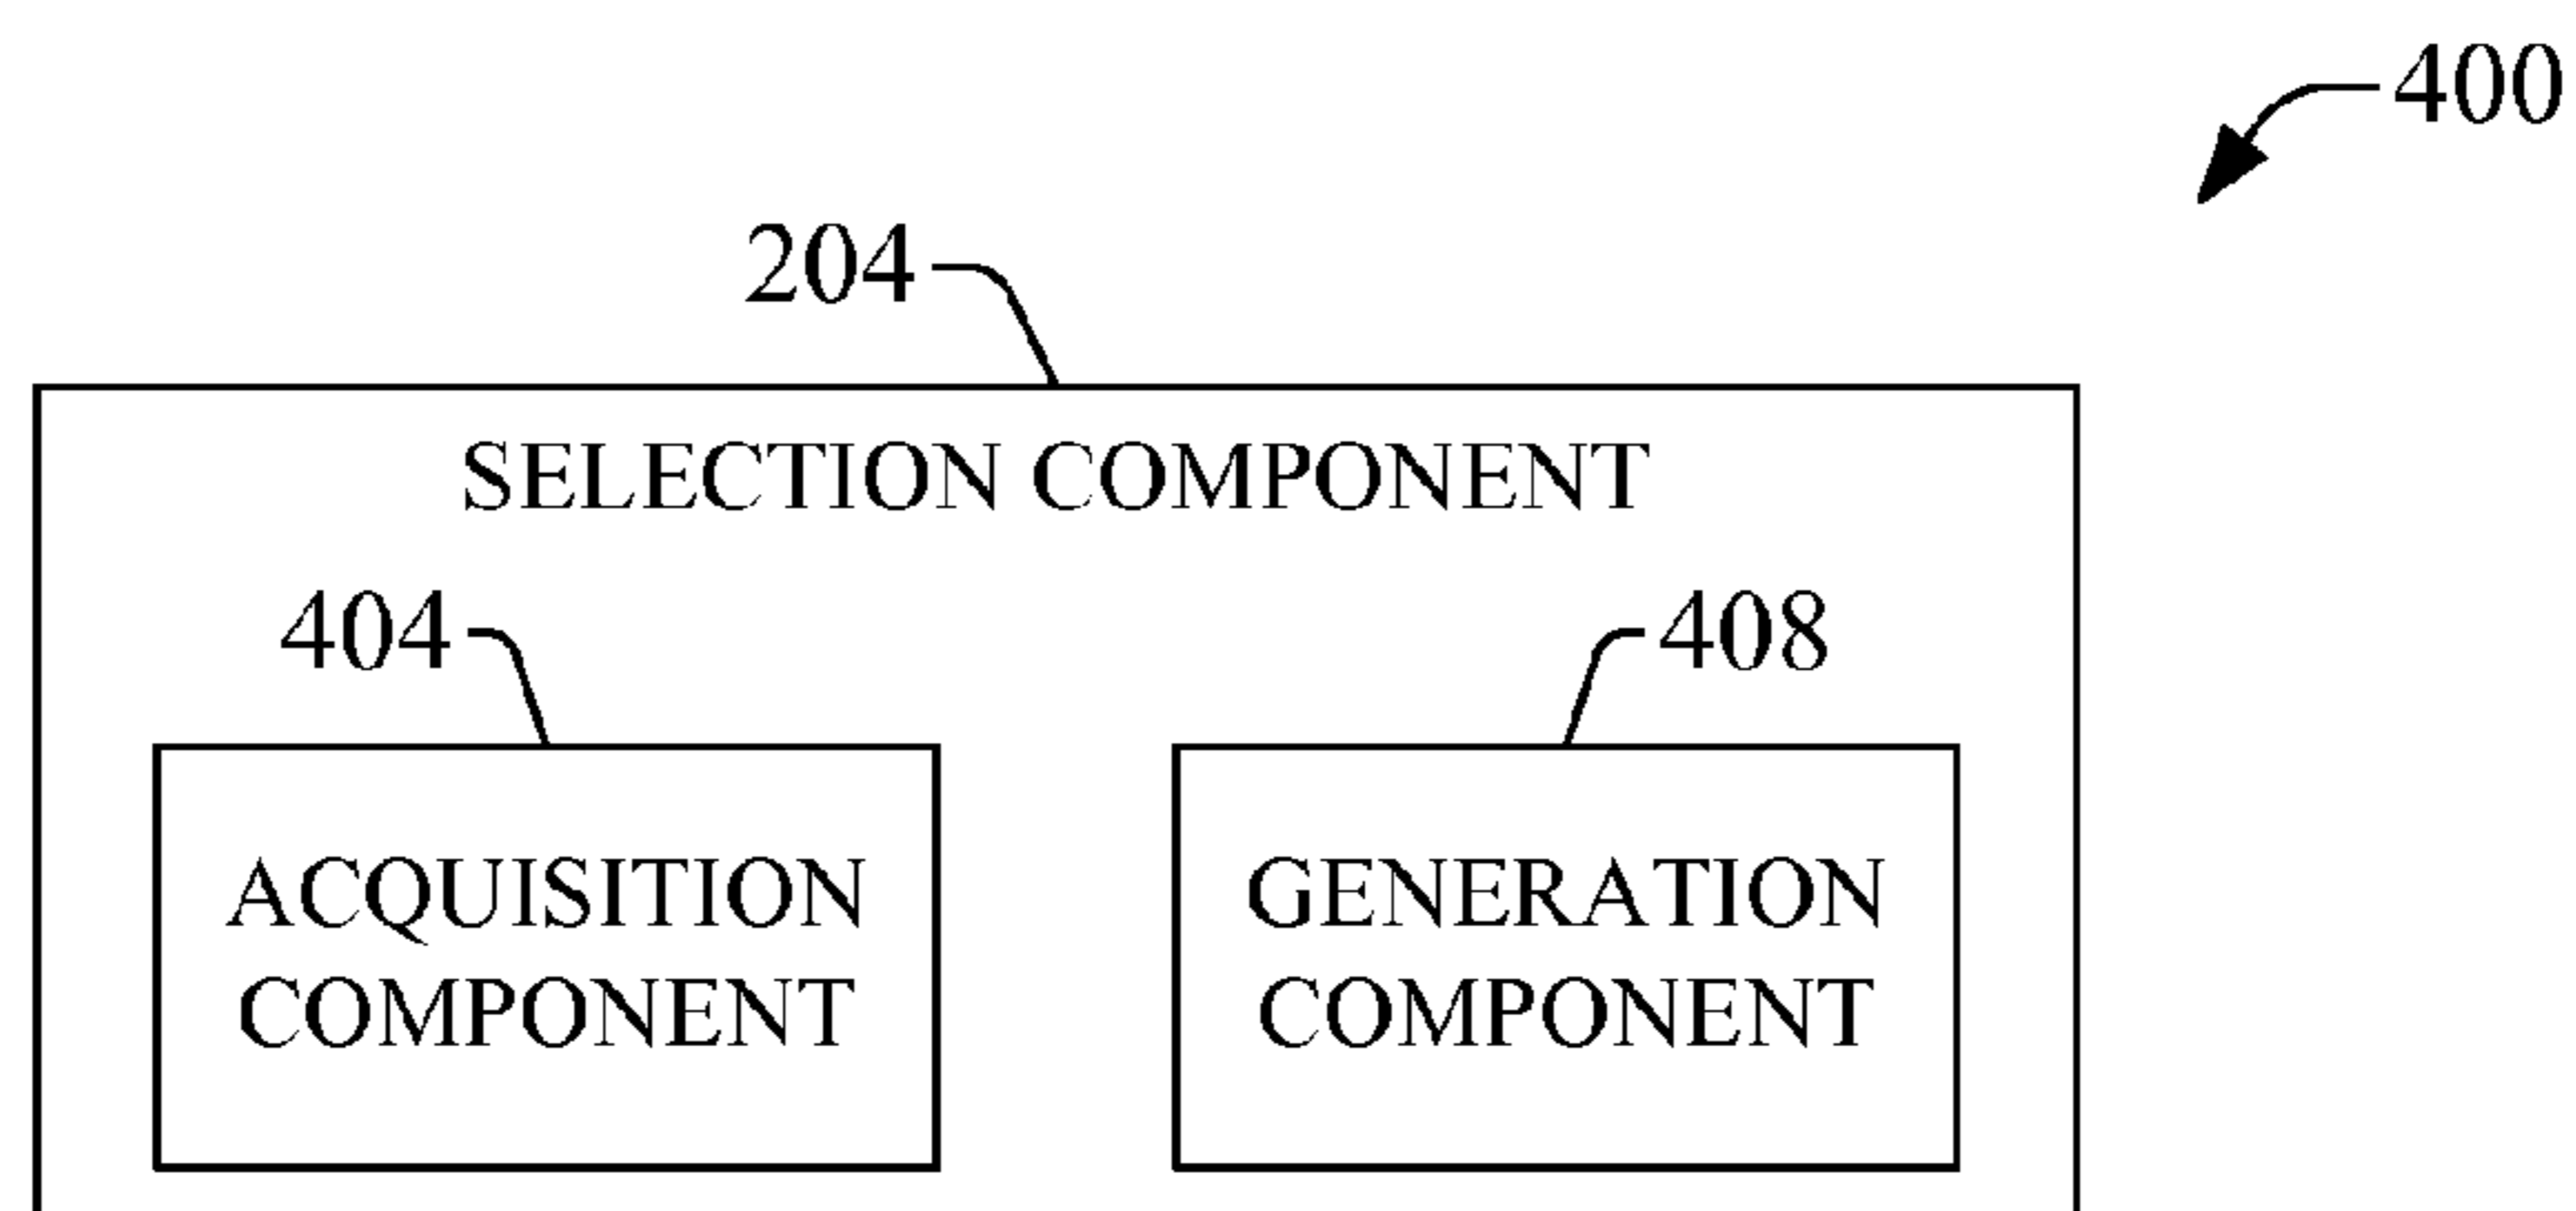 400
204
SELECTION COMPONENT
404
408
ACQUISITION
COMPONENT
GENERATION
COMPONENT